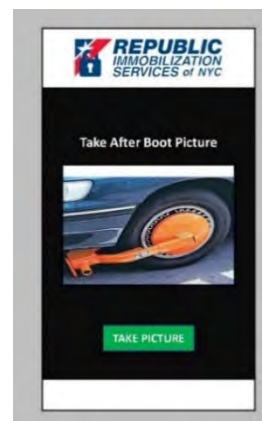 REPUBLIC
IMMOBILIZATION
SERVICES of NYC
Take After Boot Picture
TAKE PICTURE